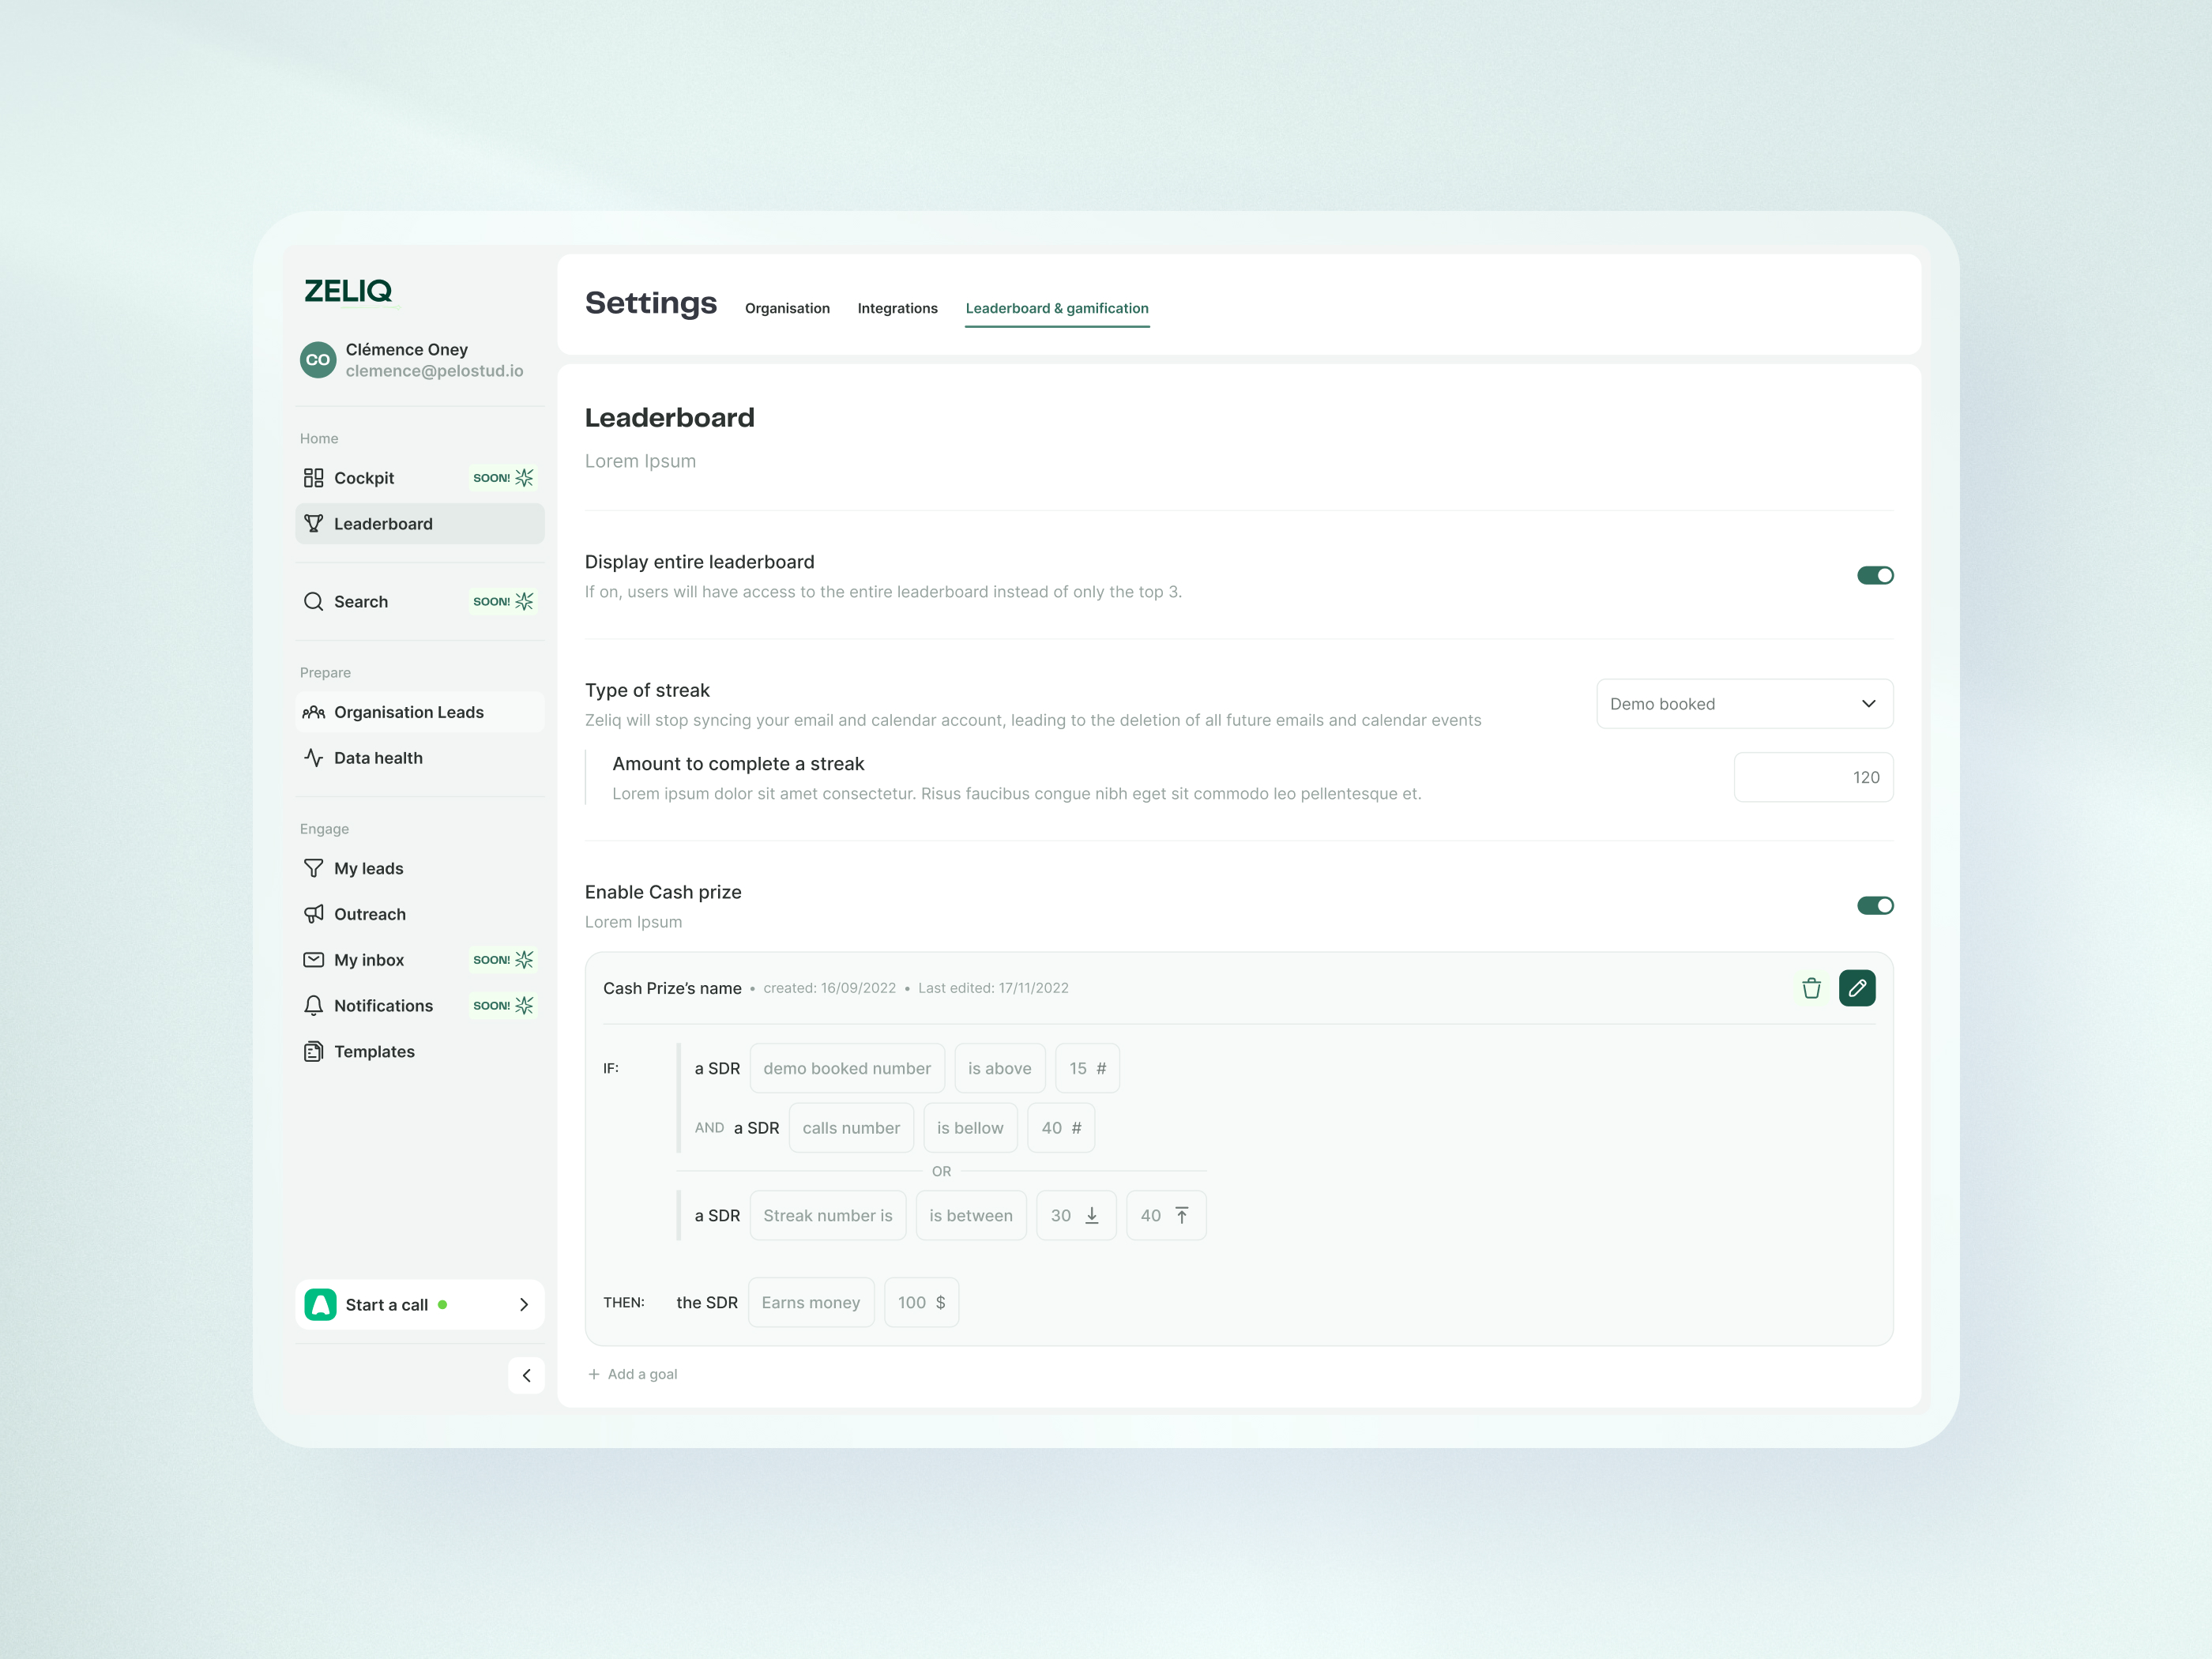 ZELIQ
CO
Clémence Oney
clemence@pelostud.io
Home
Cockpit SOON!
Leaderboard
Search SOON!
Prepare
Organisation Leads
Data health
Engage
My leads
Outreach
My inbox SOON!
Notifications SOON!
Templates
Start a call
Settings Organisation Integrations Leaderboard & gamification
Leaderboard
Lorem Ipsum
Display entire leaderboard
If on, users will have access to the entire leaderboard instead of only the top 3.
Type of streak
Zeliq will stop syncing your email and calendar account, leading to the deletion of all future emails and calendar events
Demo booked
Amount to complete a streak
Lorem ipsum dolor sit amet consectetur. Risus faucibus congue nibh eget sit commodo leo pellentesque et.
120
Enable Cash prize
Lorem Ipsum
Cash Prize’s name • created: 16/09/2022 • Last edited: 17/11/2022
IF: a SDR demo booked number is above 15 #
AND a SDR calls number is bellow 40 #
OR
a SDR Streak number is is between 30 40
THEN: the SDR Earns money 100 $
+ Add a goal